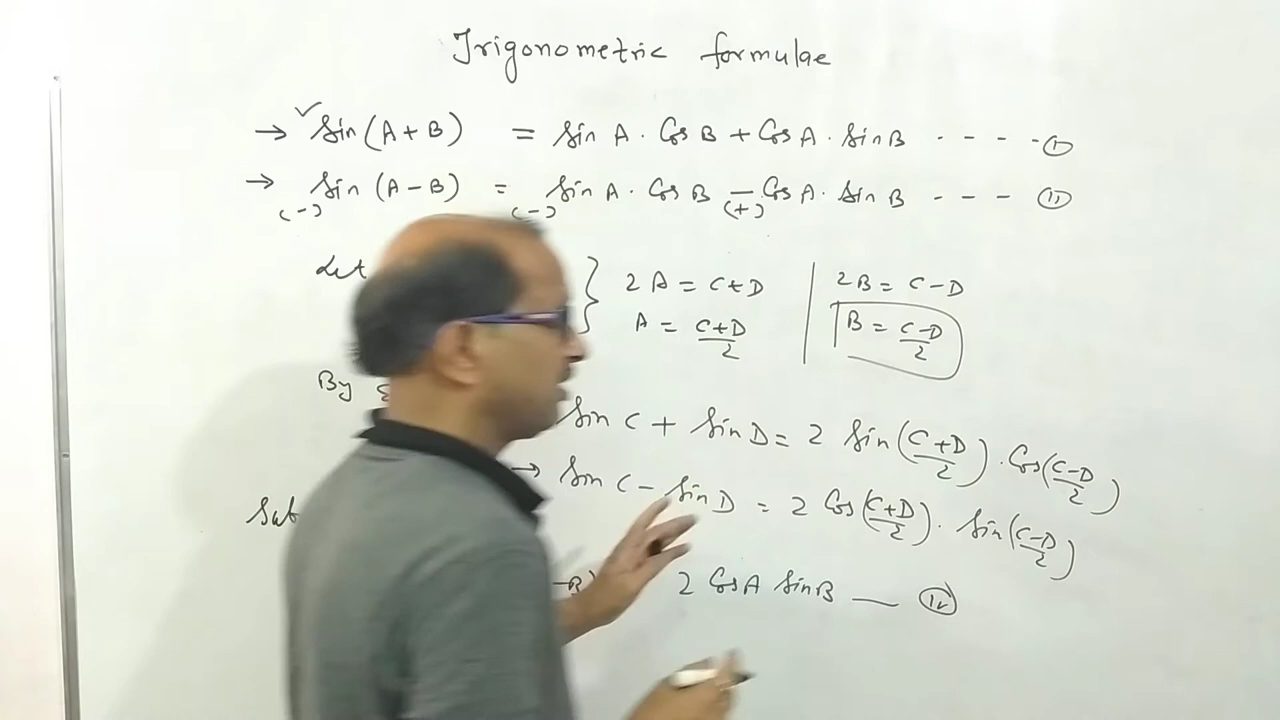 Trigonometric formulae
→ ✓ Sin(A+B) = Sin A · Cos B + Cos A · Sin B - - - - (I)
→ Sin (A-B) = Sin A · Cos B - Cos A · Sin B - - - (II)
(-) (-) (+)
Let } 2A = C+D | 2B = C-D
A = C+D/2 | B = C-D/2
By
Sin C + Sin D = 2 Sin(C+D/2) · Cos(C-D/2)
→ Sin C - Sin D = 2 Cos(C+D/2) · Sin(C-D/2)
Sub
-B) 2 Cos A Sin B — (IV)